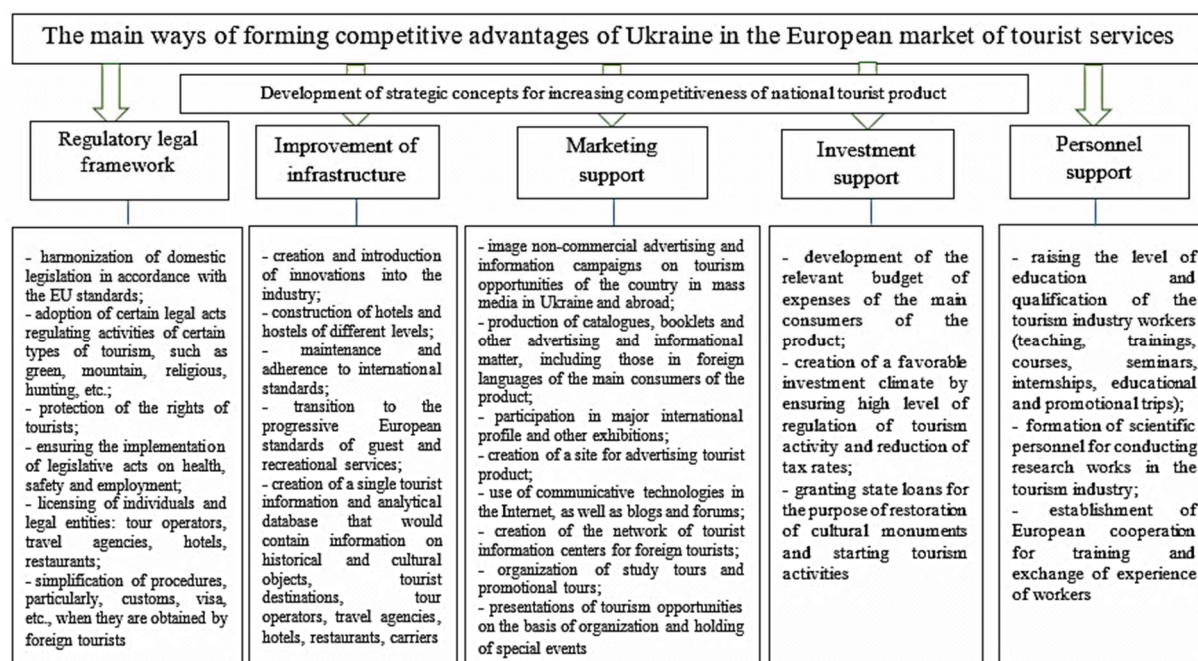 The main ways of forming competitive advantages of Ukraine in the European market of tourist services
Development of strategic concepts for increasing competitiveness of national tourist product
Regulatory legal
framework
Improvement of
infrastructure
Marketing
support
Investment
support
Personnel
support
- harmonization of domestic
legislation in accordance with
the EU standards;
- adoption of certain legal acts
regulating activities of certain
types of tourism, such as
green, mountain, religious,
hunting, etc.;
- protection of the rights of
tourists;
- ensuring the implementation
of legislative acts on health,
safety and employment;
- licensing of individuals and
legal entities: tour operators,
travel agencies, hotels,
restaurants;
- simplification of procedures,
particularly, customs, visa,
etc., when they are obtained by
foreign tourists
- creation and introduction
of innovations into the
industry;
- construction of hotels and
hostels of different levels;
- maintenance and
adherence to international
standards;
- transition to the
progressive European
standards of guest and
recreational services;
- creation of a single tourist
information and analytical
database that would
contain information on
historical and cultural
objects, tourist
destinations, tour
operators, travel agencies,
hotels, restaurants, carriers
- image non-commercial advertising and
information campaigns on tourism
opportunities of the country in mass
media in Ukraine and abroad;
- production of catalogues, booklets and
other advertising and informational
matter, including those in foreign
languages of the main consumers of the
product;
- participation in major international
profile and other exhibitions;
- creation of a site for advertising tourist
product;
- use of communicative technologies in
the Internet, as well as blogs and forums;
- creation of the network of tourist
information centers for foreign tourists;
- organization of study tours and
promotional tours;
- presentations of tourism opportunities
on the basis of organization and holding
of special events
- development of the
relevant budget of
expenses of the main
consumers of the
product;
- creation of a favorable
investment climate by
ensuring high level of
regulation of tourism
activity and reduction of
tax rates;
- granting state loans for
the purpose of restoration
of cultural monuments
and starting tourism
activities
- raising the level of
education and
qualification of the
tourism industry workers
(teaching, trainings,
courses, seminars,
internships, educational
and promotional trips);
- formation of scientific
personnel for conducting
research works in the
tourism industry;
- establishment of
European cooperation
for training and
exchange of experience
of workers